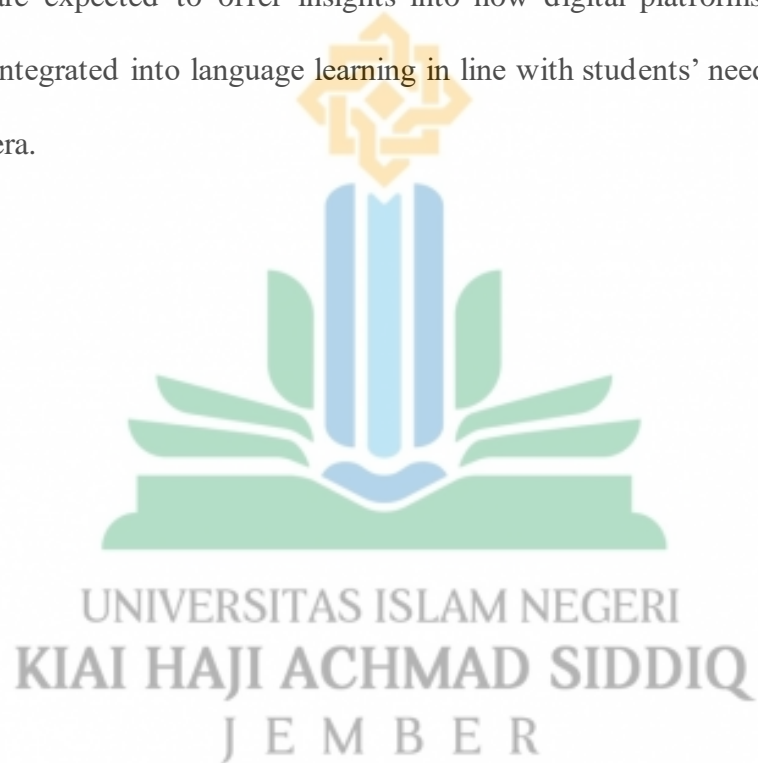 are expected to offer insights into how digital platforms
integrated into language learning in line with students’
era.
UNIVERSITAS ISLAM NEGERI
KIAI HAJI ACHMAD SIDDIQ
JEMBER